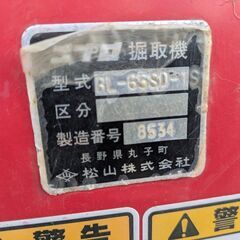 ニプロ 掘取機
型式 GL-65SD-1S
区分
製造番号 8534
長野県丸子町
松山株式会社
警告
警